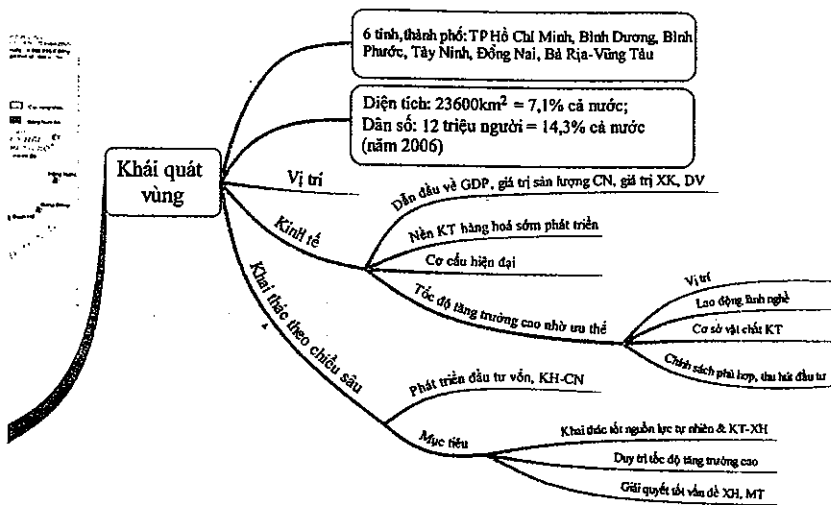 6 tỉnh,thành phố: TP Hồ Chí Minh, Bình Dương, Bình
Phước, Tây Ninh, Đồng Nai, Bà Rịa-Vũng Tàu
Diện tích: 23600km² = 7,1% cả nước;
Dân số: 12 triệu người = 14,3% cả nước
(năm 2006)
Khái quát
vùng
Vị trí
Kinh tế
Dẫn đầu về GDP, giá trị sản lượng CN, giá trị XK, DV
Nền KT hàng hoá sớm phát triển
Cơ cấu hiện đại
Tốc độ tăng trưởng cao nhờ ưu thế
Vị trí
Lao động lành nghề
Cơ sở vật chất KT
Chính sách phù hợp, thu hút đầu tư
Khai thác theo chiều sâu
Phát triển đầu tư vốn, KH-CN
Mục tiêu
Khai thác tốt nguồn lực tự nhiên & KT-XH
Duy trì tốc độ tăng trưởng cao
Giải quyết tốt vấn đề XH, MT